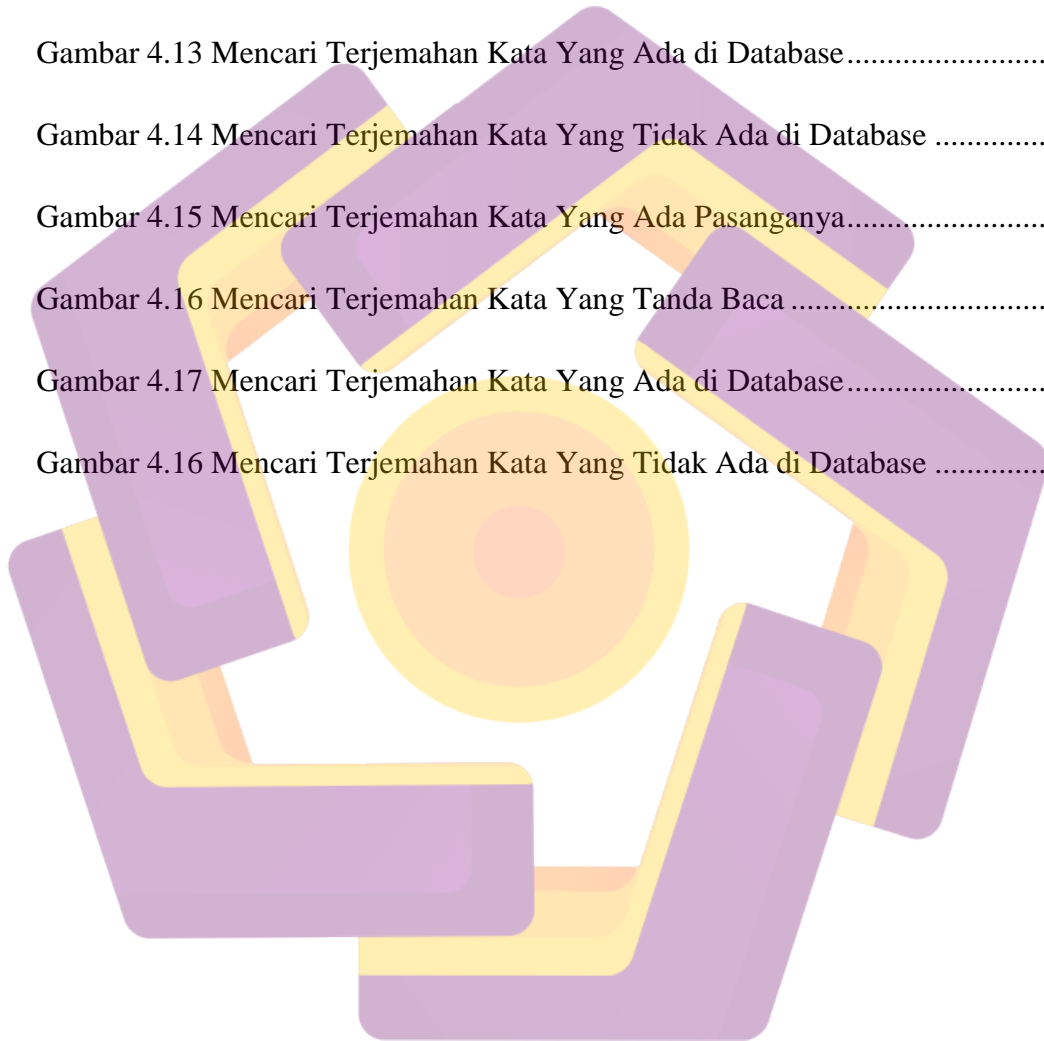 Gambar 4.13 Mencari Terjemahan Kata Yang Ada di Database.........................
Gambar 4.14 Mencari Terjemahan Kata Yang Tidak Ada di Database ..............
Gambar 4.15 Mencari Terjemahan Kata Yang Ada Pasanganya.........................
Gambar 4.16 Mencari Terjemahan Kata Yang Tanda Baca ................................
Gambar 4.17 Mencari Terjemahan Kata Yang Ada di Database.........................
Gambar 4.16 Mencari Terjemahan Kata Yang Tidak Ada di Database ..............